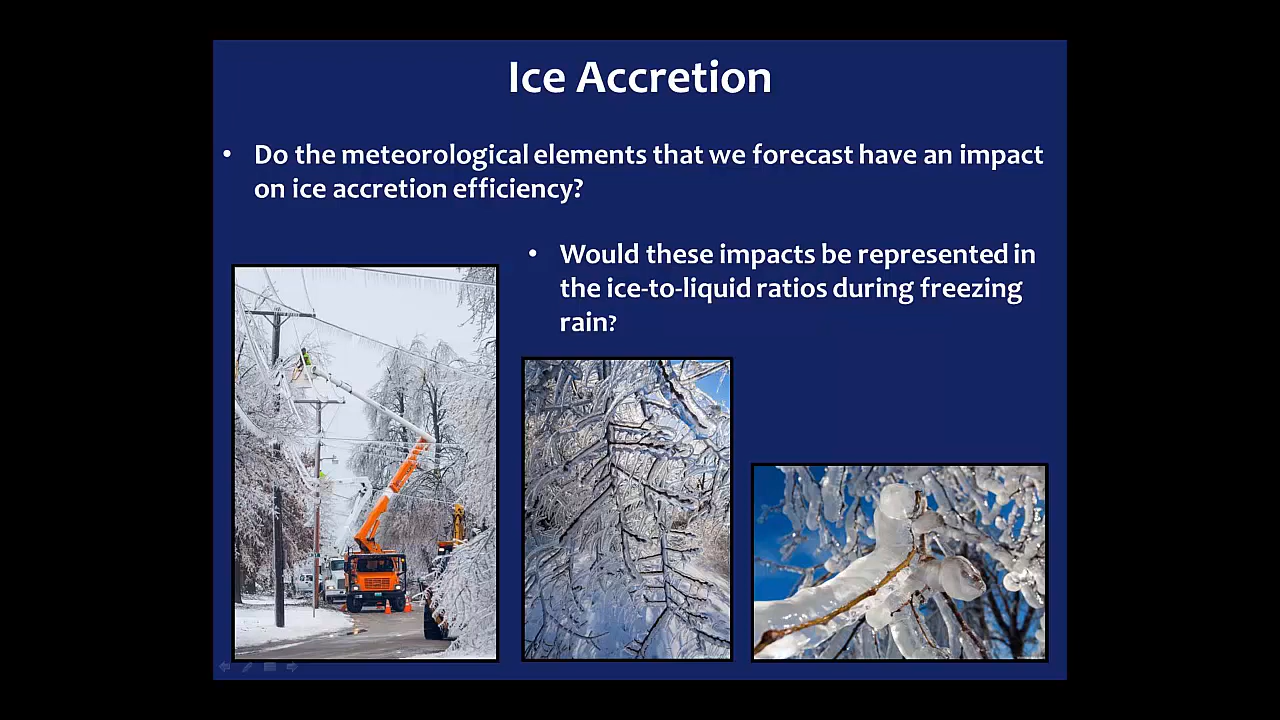 Ice Accretion
• Do the meteorological elements that we forecast have an impact
on ice accretion efficiency?
• Would these impacts be represented in
the ice-to-liquid ratios during freezing
rain?